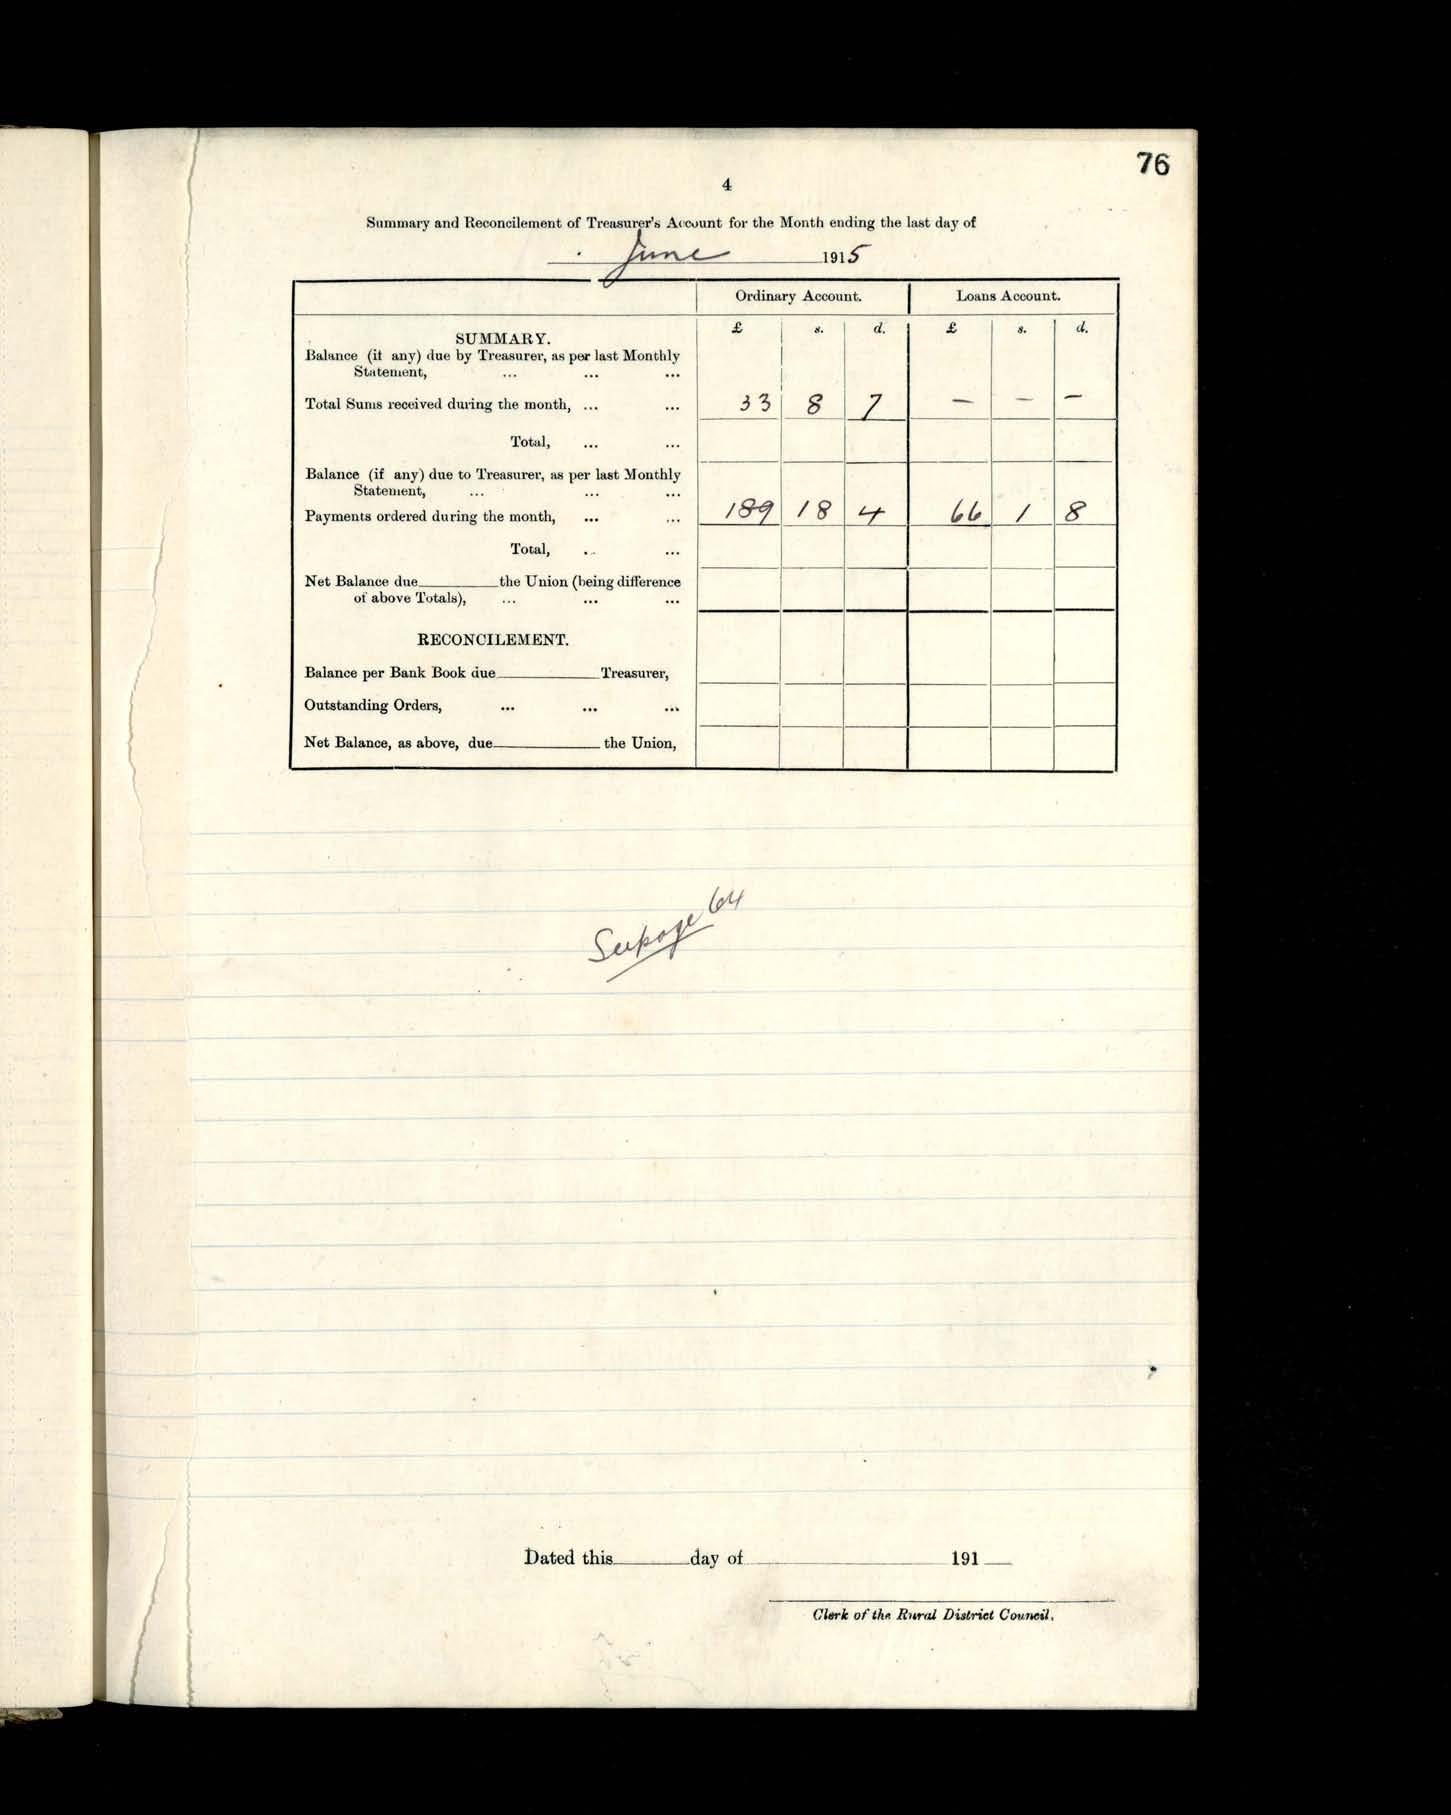 76
4
Summary and Reconcilement of Treasurer's Account for the Month ending the last day of
June 1915
Ordinary Account. Loans Account.
£ s. d. £ s. d.
SUMMARY.
Balance (if any) due by Treasurer, as per last Monthly
Statement, ... ... ...
Total Sums received during the month, ... ... 33 8 7 — — —
Total, ... ...
Balance (if any) due to Treasurer, as per last Monthly
Statement, ... ... ...
Payments ordered during the month, ... ... 189 18 4 66 1 8
Total, ... ...
Net Balance due the Union (being difference
of above Totals), ... ... ...
RECONCILEMENT.
Balance per Bank Book due Treasurer,
Outstanding Orders, ... ... ...
Net Balance, as above, due the Union,
See page 64
Dated this day of 191
Clerk of the Rural District Council.